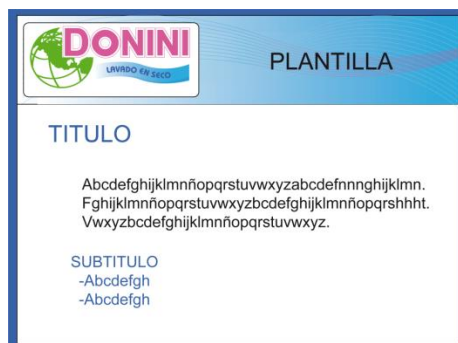 DONINI
LAVADO EN SECO
PLANTILLA
TITULO
Abcdefghijklmnñopqrstuvwxyzabcdefnnnghijklmn.
Fghijklmnñopqrstuvwxyzbcdefghijklmnñopqrshhht.
Vwxyzbcdefghijklmnñopqrstuvwxyz.
SUBTITULO
-Abcdefgh
-Abcdefgh